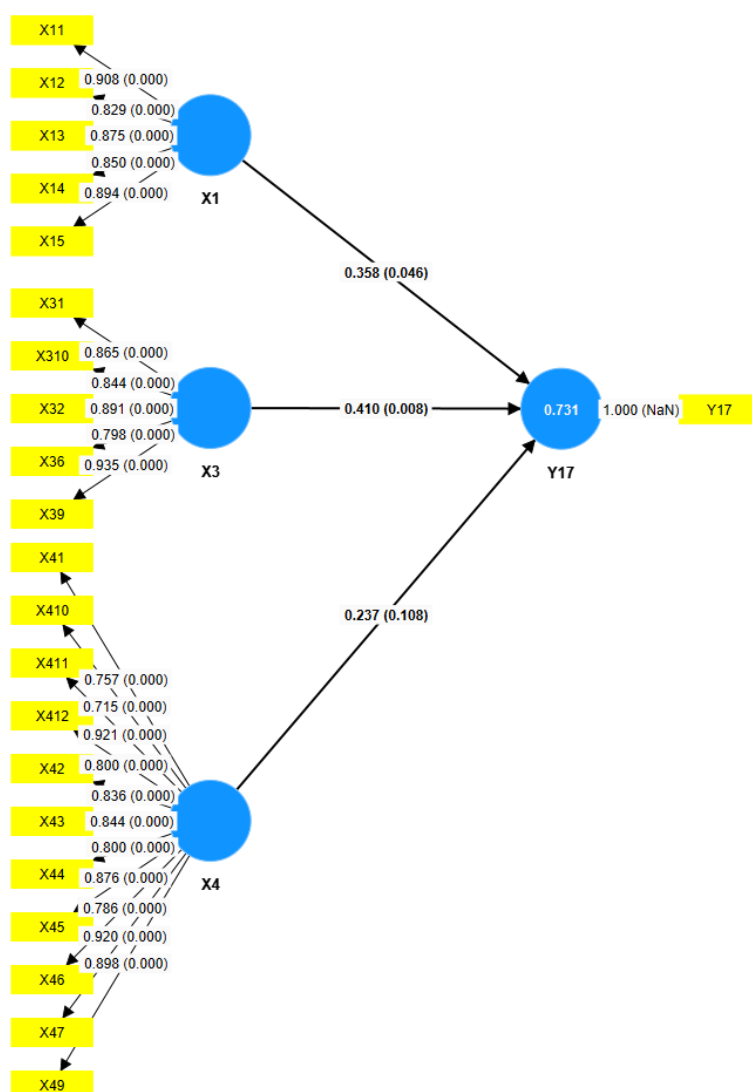 X11
0.908 (0.000)
X12
0.829 (0.000)
X13
0.875 (0.000)
0.850 (0.000)
X14
0.894 (0.000)
X1
X15
0.358 (0.046)
X31
0.865 (0.000)
X310
0.844 (0.000)
X32
0.891 (0.000)
0.410 (0.008)
0.731
1.000 (NaN)
Y17
0.798 (0.000)
X36
0.935 (0.000)
X3
Y17
X39
X41
X410
0.237 (0.108)
X411
0.757 (0.000)
0.715 (0.000)
X412
0.921 (0.000)
0.800 (0.000)
X42
0.836 (0.000)
X43
0.844 (0.000)
0.800 (0.000)
X44
0.876 (0.000)
X4
0.786 (0.000)
X45
0.920 (0.000)
0.898 (0.000)
X46
X47
X49